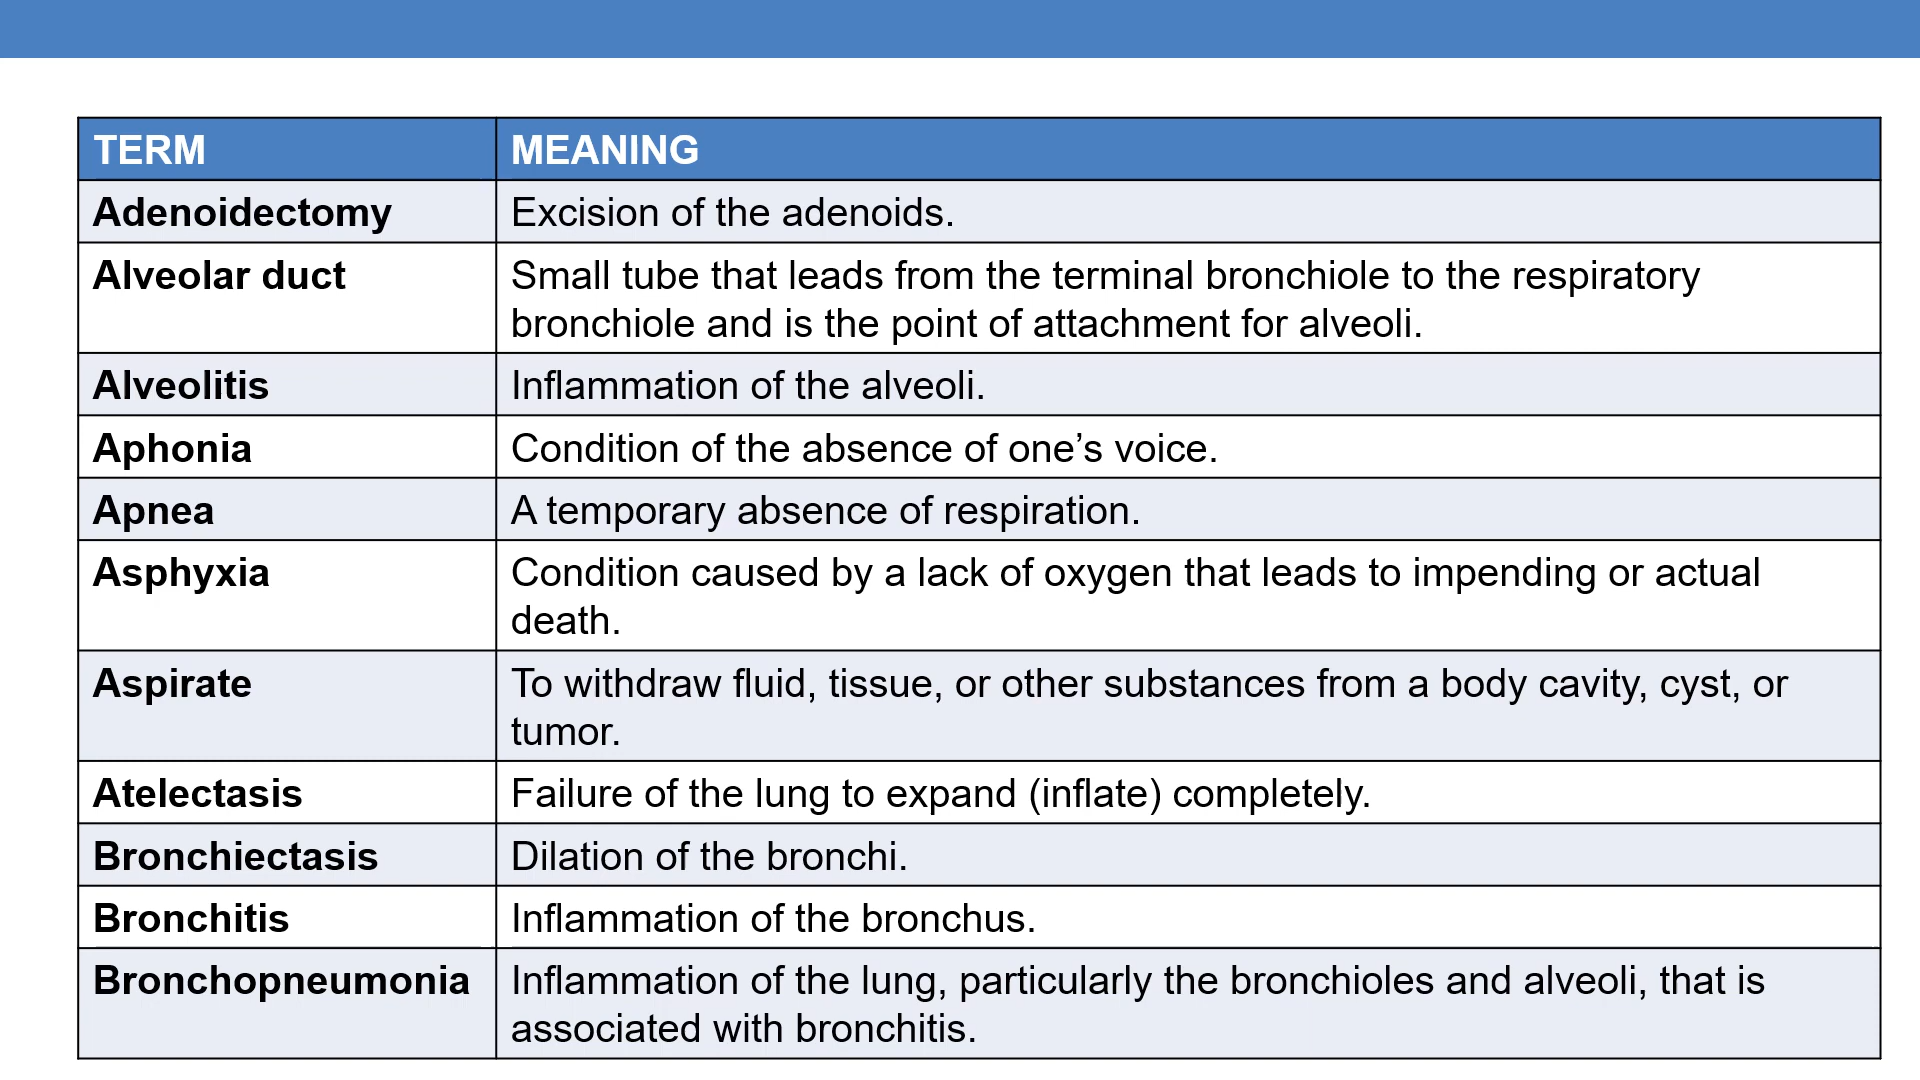 TERM MEANING
Adenoidectomy Excision of the adenoids.
Alveolar duct Small tube that leads from the terminal bronchiole to the respiratory
bronchiole and is the point of attachment for alveoli.
Alveolitis Inflammation of the alveoli.
Aphonia Condition of the absence of one’s voice.
Apnea A temporary absence of respiration.
Asphyxia Condition caused by a lack of oxygen that leads to impending or actual
death.
Aspirate To withdraw fluid, tissue, or other substances from a body cavity, cyst, or
tumor.
Atelectasis Failure of the lung to expand (inflate) completely.
Bronchiectasis Dilation of the bronchi.
Bronchitis Inflammation of the bronchus.
Bronchopneumonia Inflammation of the lung, particularly the bronchioles and alveoli, that is
associated with bronchitis.